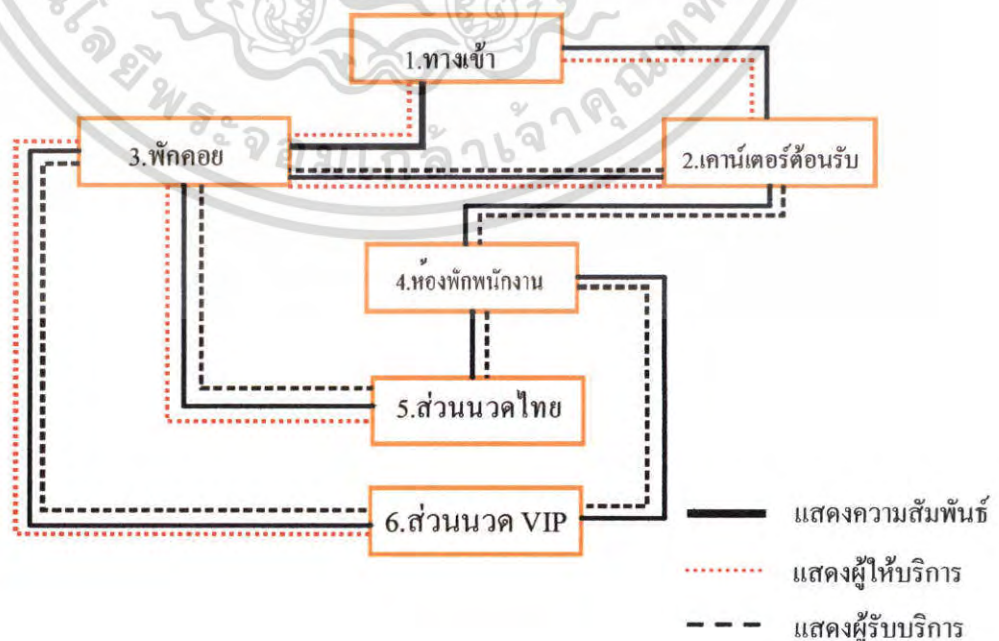 1.ทางเข้า
3.พักคอย
2.เคาน์เตอร์ต้อนรับ
4.ห้องพักพนักงาน
5.ส่วนนวดไทย
6.ส่วนนวด VIP
แสดงความสัมพันธ์
แสดงผู้ให้บริการ
แสดงผู้รับบริการ